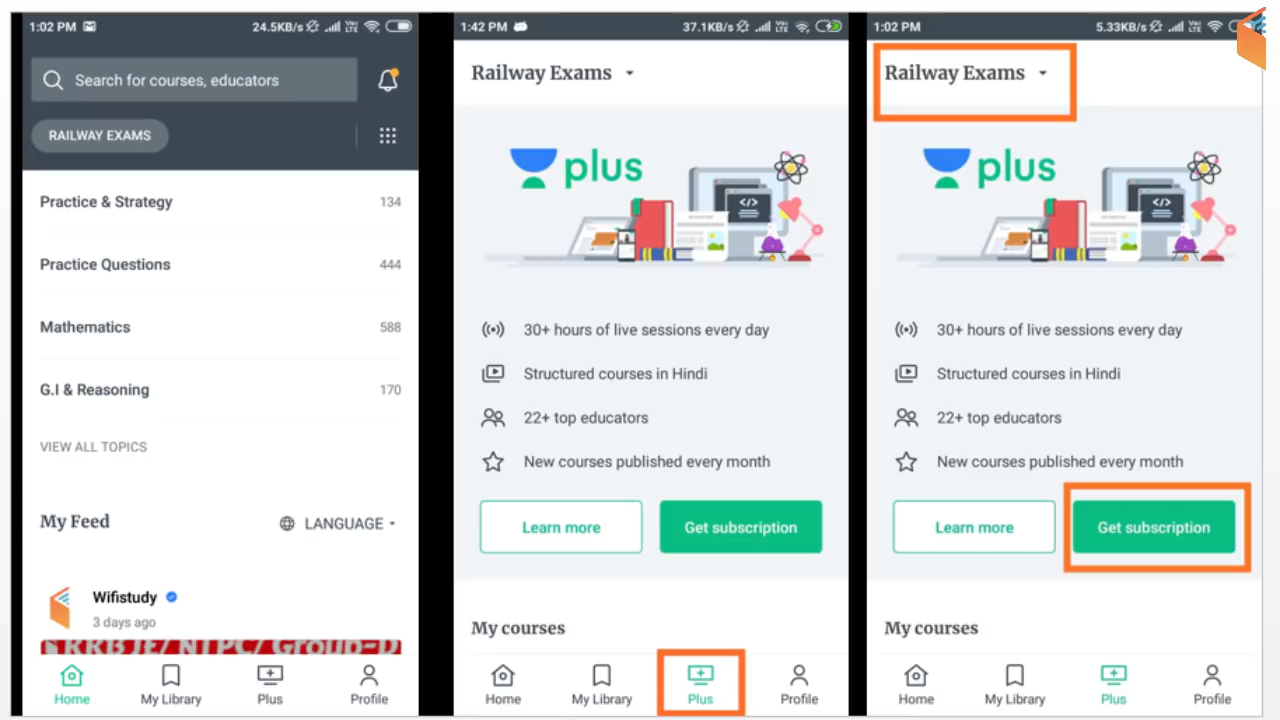 1:02 PM
24.5KB/s
Search for courses, educators
RAILWAY EXAMS
Practice & Strategy 134
Practice Questions 444
Mathematics 588
G.I & Reasoning 170
VIEW ALL TOPICS
My Feed
LANGUAGE
Wifistudy
3 days ago
RRB JE/ NTPC/ Group-D
Home My Library Plus Profile
1:42 PM
37.1KB/s
Railway Exams
plus
</>
30+ hours of live sessions every day
Structured courses in Hindi
22+ top educators
New courses published every month
Learn more Get subscription
My courses
Home My Library Plus Profile
1:02 PM
5.33KB/s
Railway Exams
plus
</>
30+ hours of live sessions every day
Structured courses in Hindi
22+ top educators
New courses published every month
Learn more Get subscription
My courses
Home My Library Plus Profile